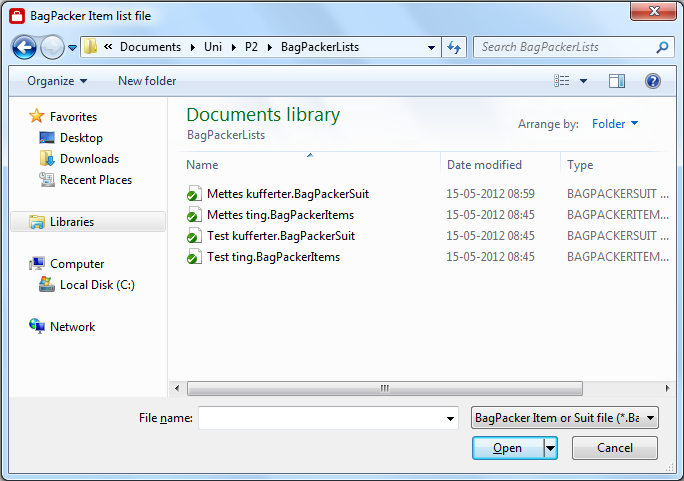 BagPacker Item list file
« Documents ▸ Uni ▸ P2 ▸ BagPackerLists
Search BagPackerLists
Organize New folder
Favorites
Desktop
Downloads
Recent Places
Libraries
Computer
Local Disk (C:)
Network
Documents library
BagPackerLists
Arrange by: Folder
Name Date modified Type
Mettes kufferter.BagPackerSuit 15-05-2012 08:59 BAGPACKERSUIT ...
Mettes ting.BagPackerItems 15-05-2012 08:45 BAGPACKERITEM...
Test kufferter.BagPackerSuit 15-05-2012 08:45 BAGPACKERSUIT ...
Test ting.BagPackerItems 15-05-2012 08:45 BAGPACKERITEM...
File name:
BagPacker Item or Suit file (*.Ba
Open Cancel